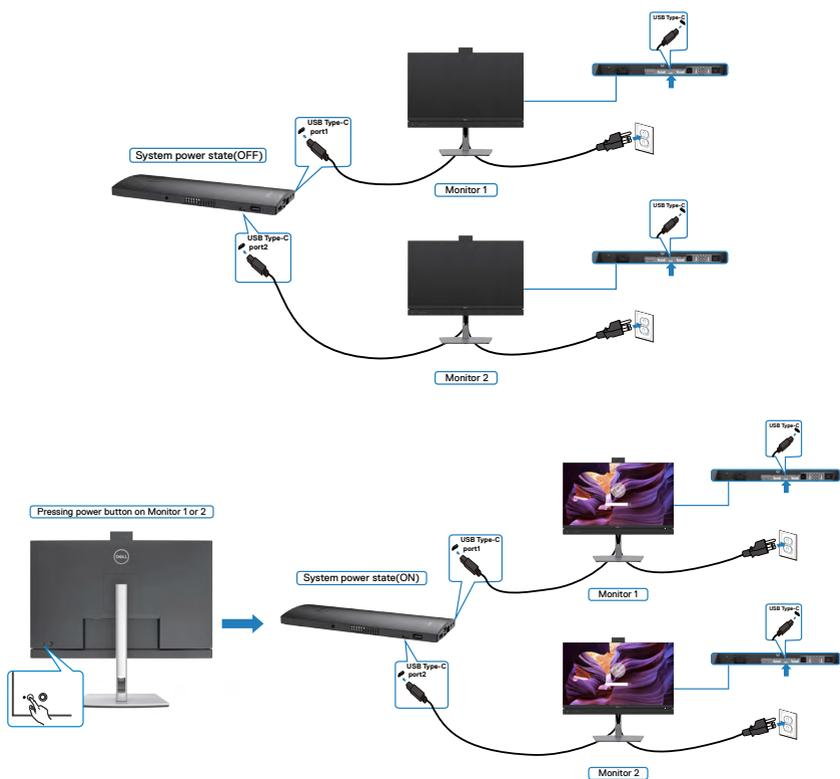 USB Type-C
USB Type-C
port1
System power state(OFF)
Monitor 1
USB Type-C
USB Type-C
port2
Monitor 2
USB Type-C
Pressing power button on Monitor 1 or 2
DELL
USB Type-C
port1
System power state(ON)
Monitor 1
USB Type-C
USB Type-C
port2
Monitor 2